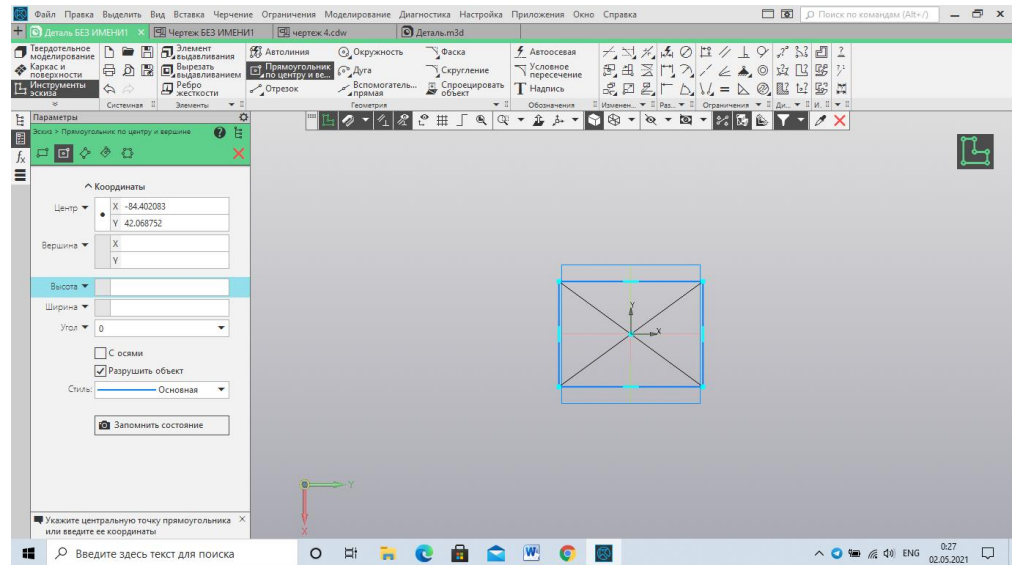 Файл Правка Выделить Вид Вставка Черчение Ограничения Моделирование Диагностика Настройка Приложения Окно Справка
Поиск по командам (Alt+/)
Деталь БЕЗ ИМЕНИ1 × Чертеж БЕЗ ИМЕНИ1 чертеж 4.cdw Деталь.m3d
Твердотельное моделирование
Каркас и поверхности
Инструменты эскиза
Системная
Элемент выдавливания
Вырезать выдавливанием
Ребро жесткости
Элементы
Автолиния Окружность Фаска
Прямоугольник по центру и ве... Дуга Скругление
Отрезок Вспомогатель... прямая Спроецировать объект
Геометрия
Автоосевая
Условное пересечение
Надпись
Обозначения
Изменен... Раз... Ограничения Ди... И.
Параметры
Эскиз > Прямоугольник по центру и вершине
Координаты
Центр X -84.402083
Y 42.068752
Вершина X
Y
Высота
Ширина
Угол 0
С осями
Разрушить объект
Стиль: Основная
Запомнить состояние
Y
X
Y
X
Укажите центральную точку прямоугольника
или введите ее координаты
Введите здесь текст для поиска
ENG
0:27
02.05.2021